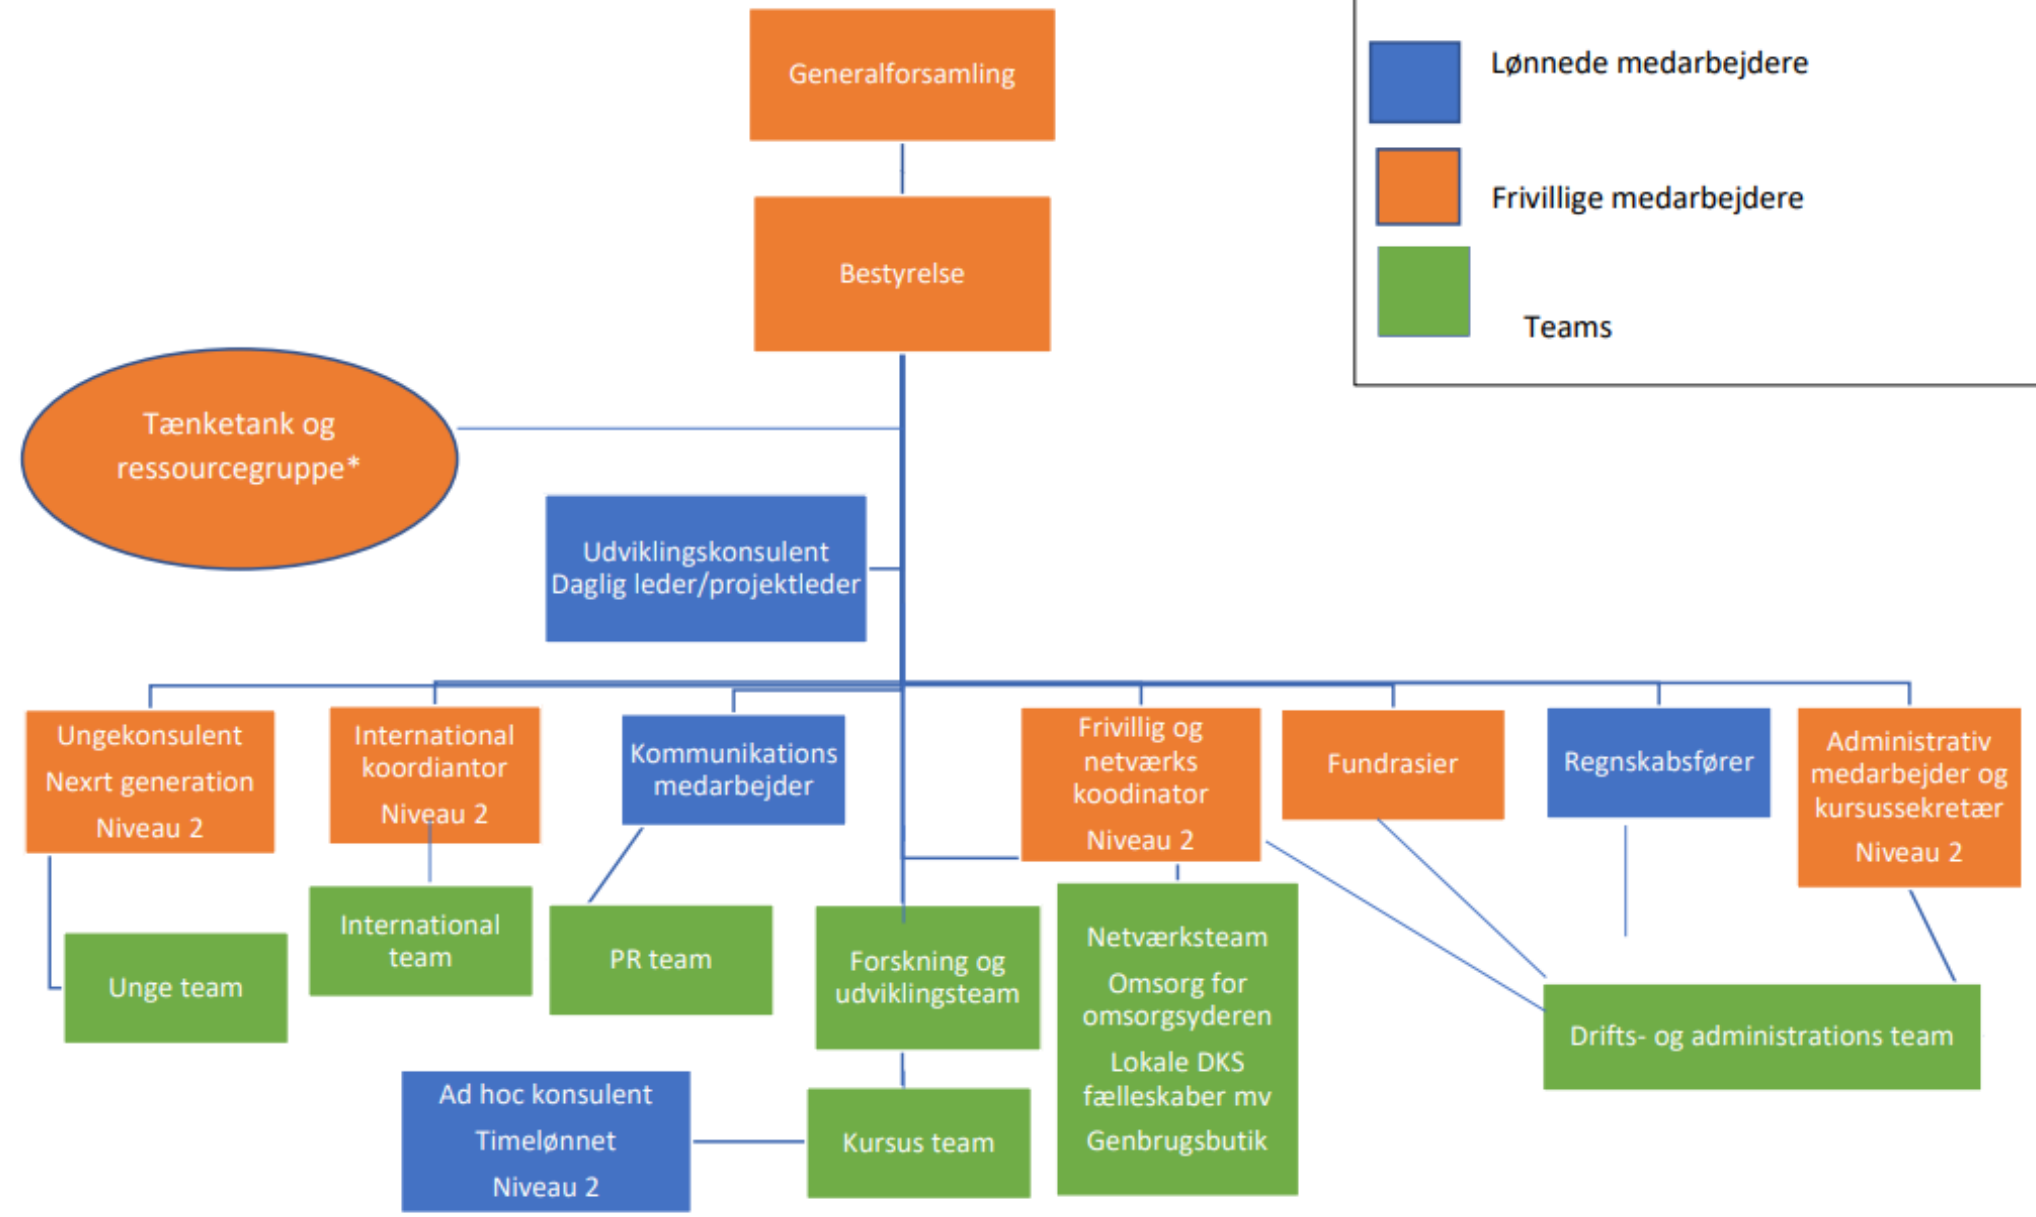 Generalforsamling
Lønnede medarbejdere
Frivillige medarbejdere
Teams
Bestyrelse
Tænketank og
ressourcegruppe*
Udviklingskonsulent
Daglig leder/projektleder
Ungekonsulent
Nexrt generation
Niveau 2
International
koordiantor
Niveau 2
Kommunikations
medarbejder
Frivillig og
netværks
koodinator
Niveau 2
Fundrasier
Regnskabsfører
Administrativ
medarbejder og
kursussekretær
Niveau 2
Unge team
International
team
PR team
Forskning og
udviklingsteam
Netværksteam
Omsorg for
omsorgsyderen
Lokale DKS
fælleskaber mv
Genbrugsbutik
Drifts- og administrations team
Ad hoc konsulent
Timelønnet
Niveau 2
Kursus team